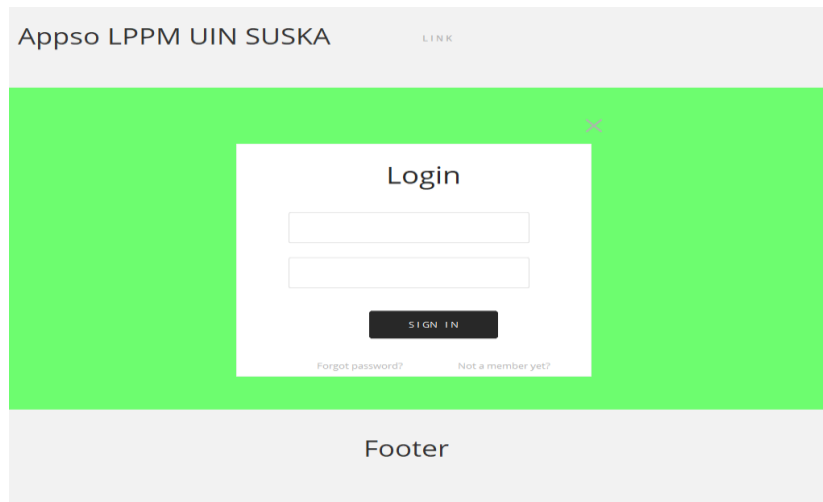 Appso LPPM UIN SUSKA
LINK
Login
SIGN IN
Forgot password? Not a member yet?
Footer